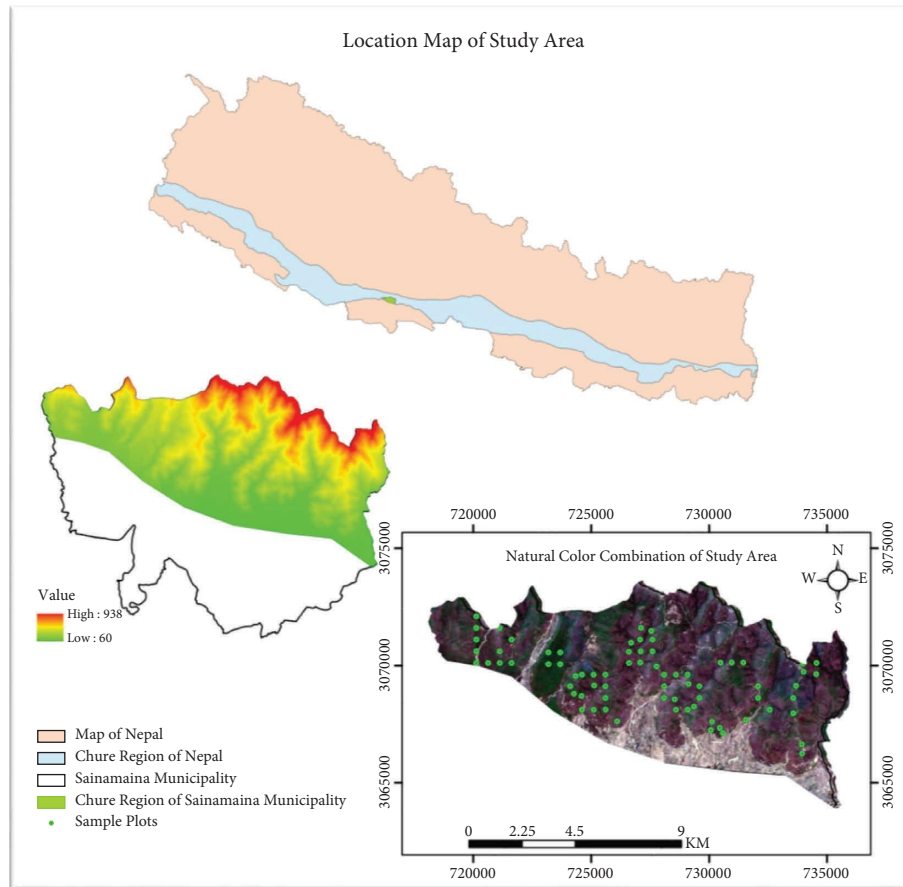 Location Map of Study Area
Value
High : 938
Low : 60
Map of Nepal
Chure Region of Nepal
Sainamaina Municipality
Chure Region of Sainamaina Municipality
Sample Plots
720000 725000 730000 735000
Natural Color Combination of Study Area
N
W E
S
3075000 3075000
3070000 3070000
3065000 3065000
0 2.25 4.5 9
KM
720000 725000 730000 735000